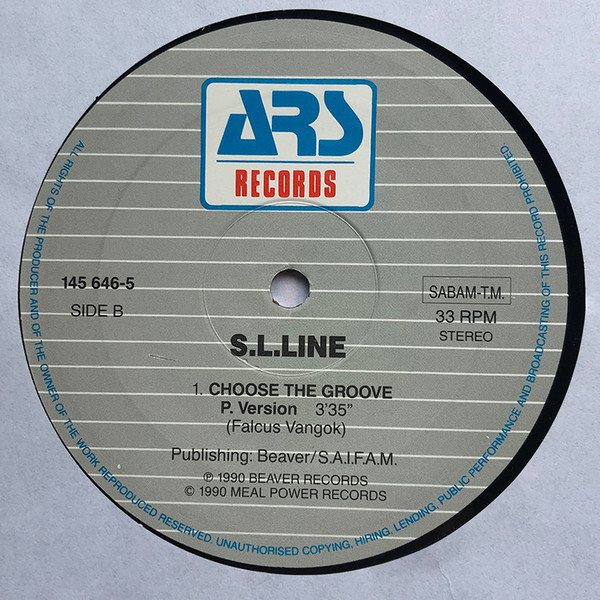 ARS
RECORDS
145 646-5
SIDE B
SABAM-T.M.
33 RPM
STEREO
S.L.LINE
1. CHOOSE THE GROOVE
P. Version 3'35"
(Falcus Vangok)
Publishing: Beaver/S.A.I.F.A.M.
℗ 1990 BEAVER RECORDS
© 1990 MEAL POWER RECORDS
ALL RIGHTS OF THE PRODUCER AND OF THE OWNER OF THE WORK REPRODUCED RESERVED. UNAUTHORISED COPYING, HIRING, LENDING, PUBLIC PERFORMANCE AND BROADCASTING OF THIS RECORD PROHIBITED.